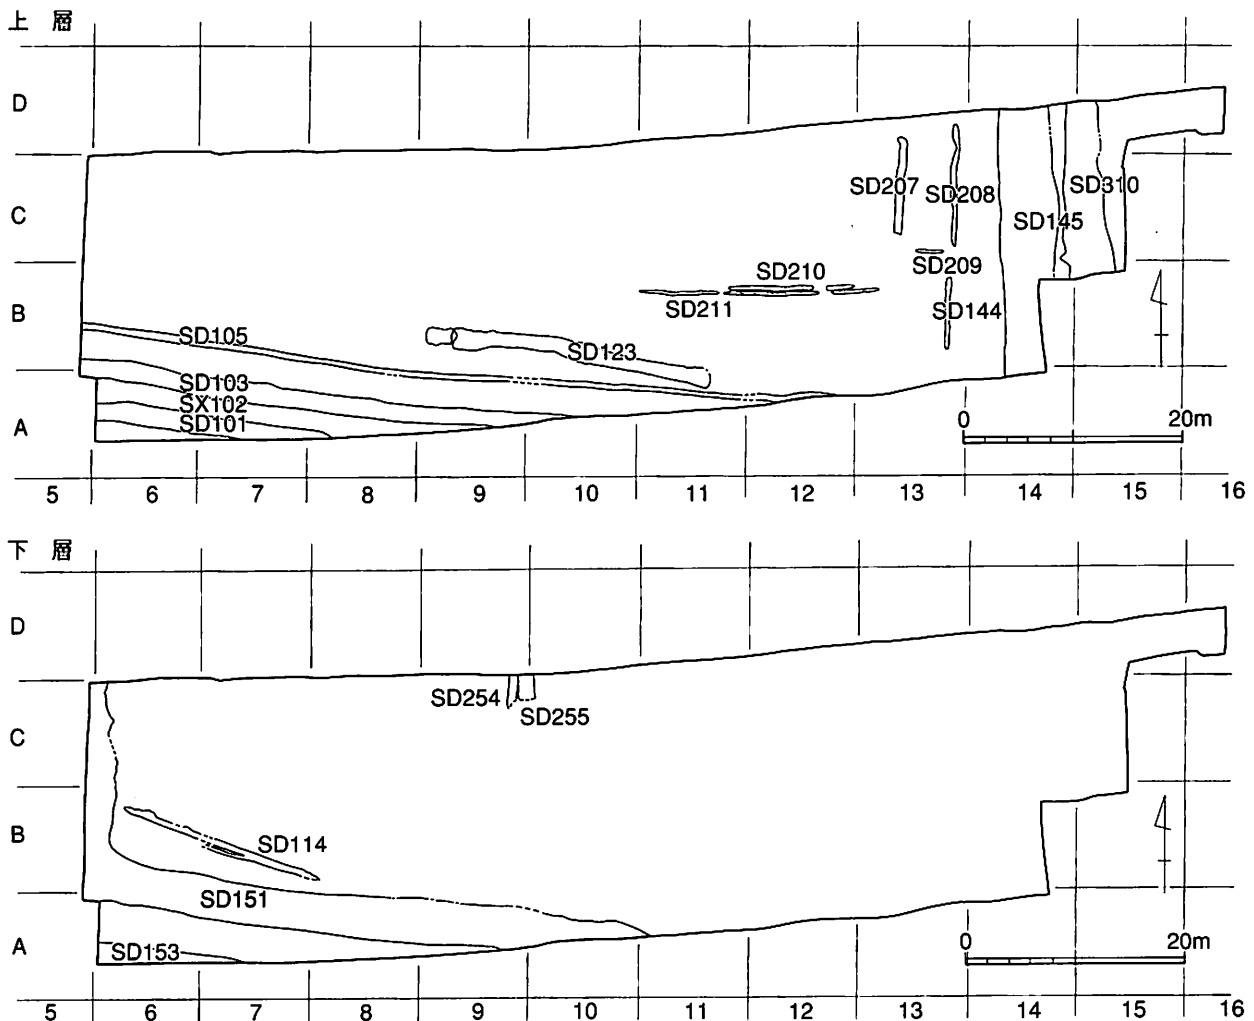 上 層
D
C
B
A
SD207
SD208
SD310
SD145
SD209
SD210
SD211
SD144
SD105
SD123
SD103
SX102
SD101
0 20m
5 6 7 8 9 10 11 12 13 14 15 16
下 層
D
C
B
A
SD254
SD255
SD114
SD151
SD153
0 20m
5 6 7 8 9 10 11 12 13 14 15 16